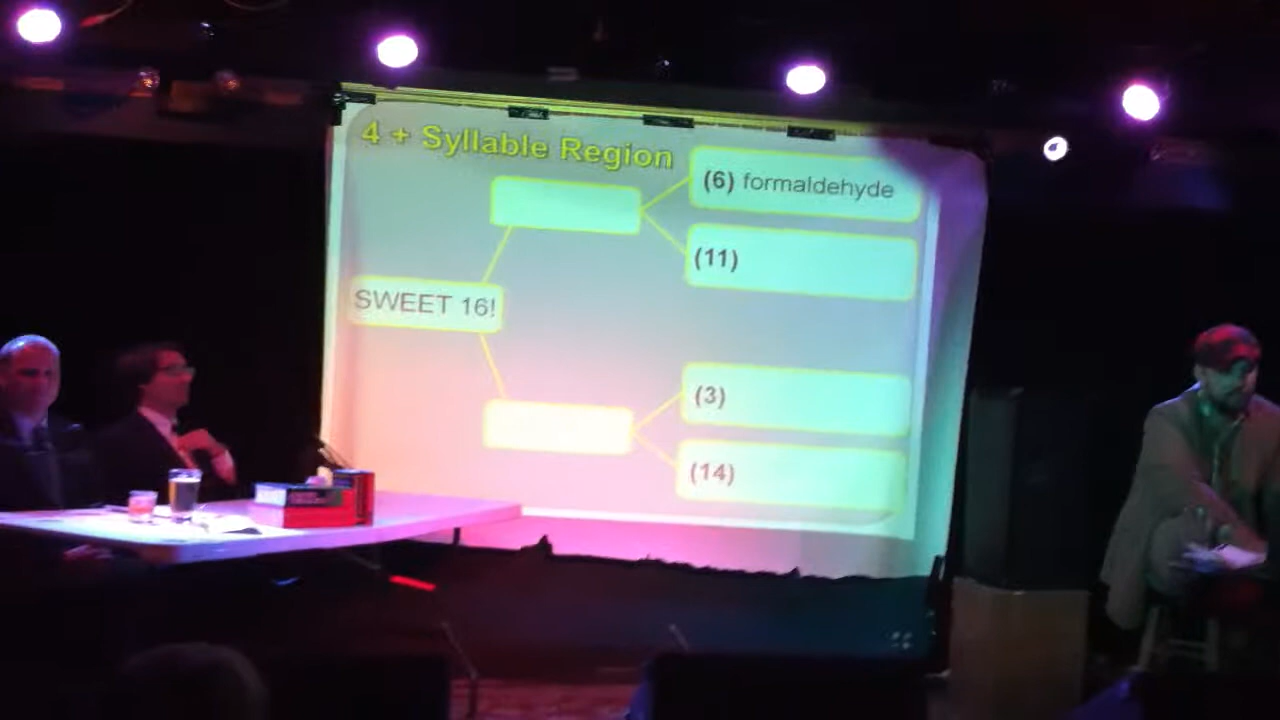 4 + Syllable Region
(6) formaldehyde
(11)
SWEET 16!
(3)
(14)